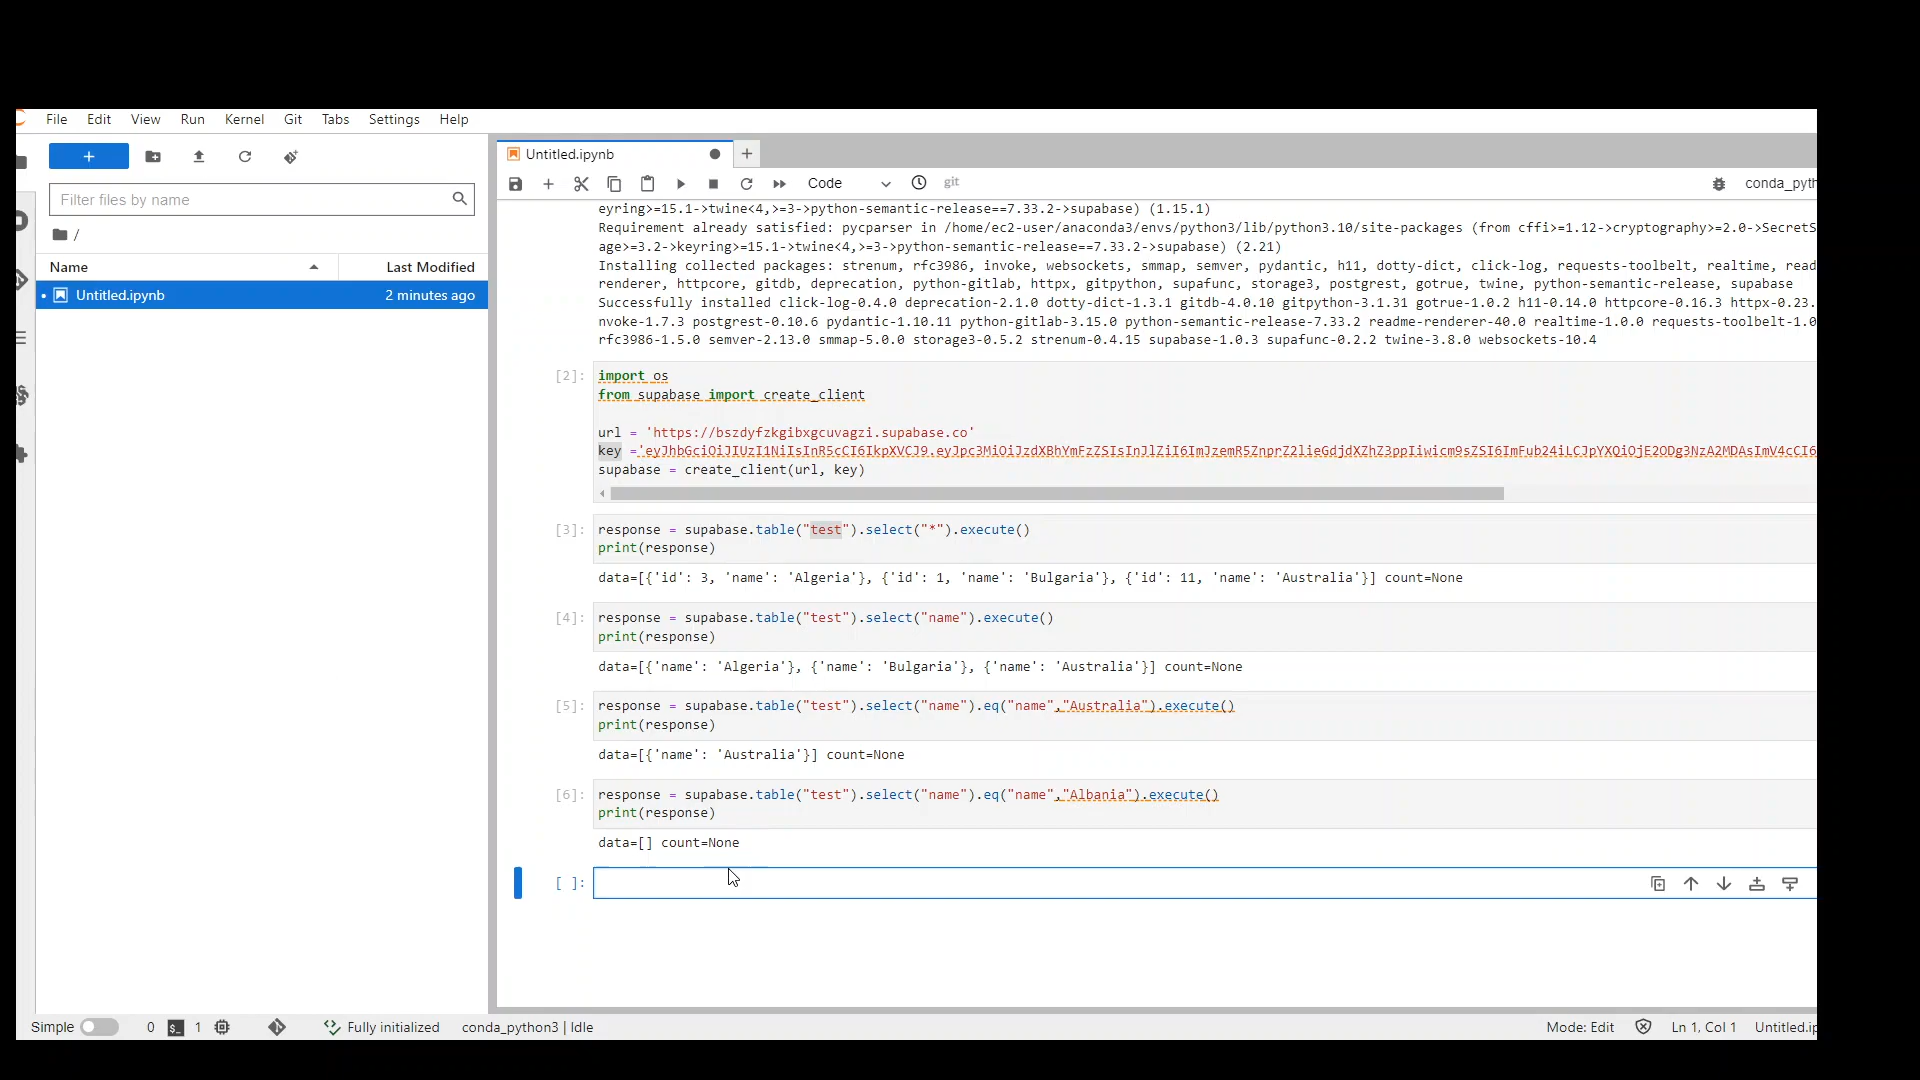 File Edit View Run Kernel Git Tabs Settings Help
+
Filter files by name
/
Name Last Modified
Untitled.ipynb 2 minutes ago
Untitled.ipynb
Code git conda_pyth
eyring>=15.1->twine<4,>=3->python-semantic-release==7.33.2->supabase) (1.15.1)
Requirement already satisfied: pycparser in /home/ec2-user/anaconda3/envs/python3/lib/python3.10/site-packages (from cffi>=1.12->cryptography>=2.0->SecretS
age>=3.2->keyring>=15.1->twine<4,>=3->python-semantic-release==7.33.2->supabase) (2.21)
Installing collected packages: strenum, rfc3986, invoke, websockets, smmap, semver, pydantic, h11, dotty-dict, click-log, requests-toolbelt, realtime, read
renderer, httpcore, gitdb, deprecation, python-gitlab, httpx, gitpython, supafunc, storage3, postgrest, gotrue, twine, python-semantic-release, supabase
Successfully installed click-log-0.4.0 deprecation-2.1.0 dotty-dict-1.3.1 gitdb-4.0.10 gitpython-3.1.31 gotrue-1.0.2 h11-0.14.0 httpcore-0.16.3 httpx-0.23.
nvoke-1.7.3 postgrest-0.10.6 pydantic-1.10.11 python-gitlab-3.15.0 python-semantic-release-7.33.2 readme-renderer-40.0 realtime-1.0.0 requests-toolbelt-1.0
rfc3986-1.5.0 semver-2.13.0 smmap-5.0.0 storage3-0.5.2 strenum-0.4.15 supabase-1.0.3 supafunc-0.2.2 twine-3.8.0 websockets-10.4
[2]: import os
from supabase import create_client
url = 'https://bszdyfzkgibxgcuvagzi.supabase.co'
key =
supabase = create_client(url, key)
[3]: response = supabase.table("test").select("*").execute()
print(response)
data=[{'id': 3, 'name': 'Algeria'}, {'id': 1, 'name': 'Bulgaria'}, {'id': 11, 'name': 'Australia'}] count=None
[4]: response = supabase.table("test").select("name").execute()
print(response)
data=[{'name': 'Algeria'}, {'name': 'Bulgaria'}, {'name': 'Australia'}] count=None
[5]: response = supabase.table("test").select("name").eq("name","Australia").execute()
print(response)
data=[{'name': 'Australia'}] count=None
[6]: response = supabase.table("test").select("name").eq("name","Albania").execute()
print(response)
data=[] count=None
[ ]:
Simple 0 1 Fully initialized conda_python3 | Idle Mode: Edit Ln 1, Col 1 Untitled.ip